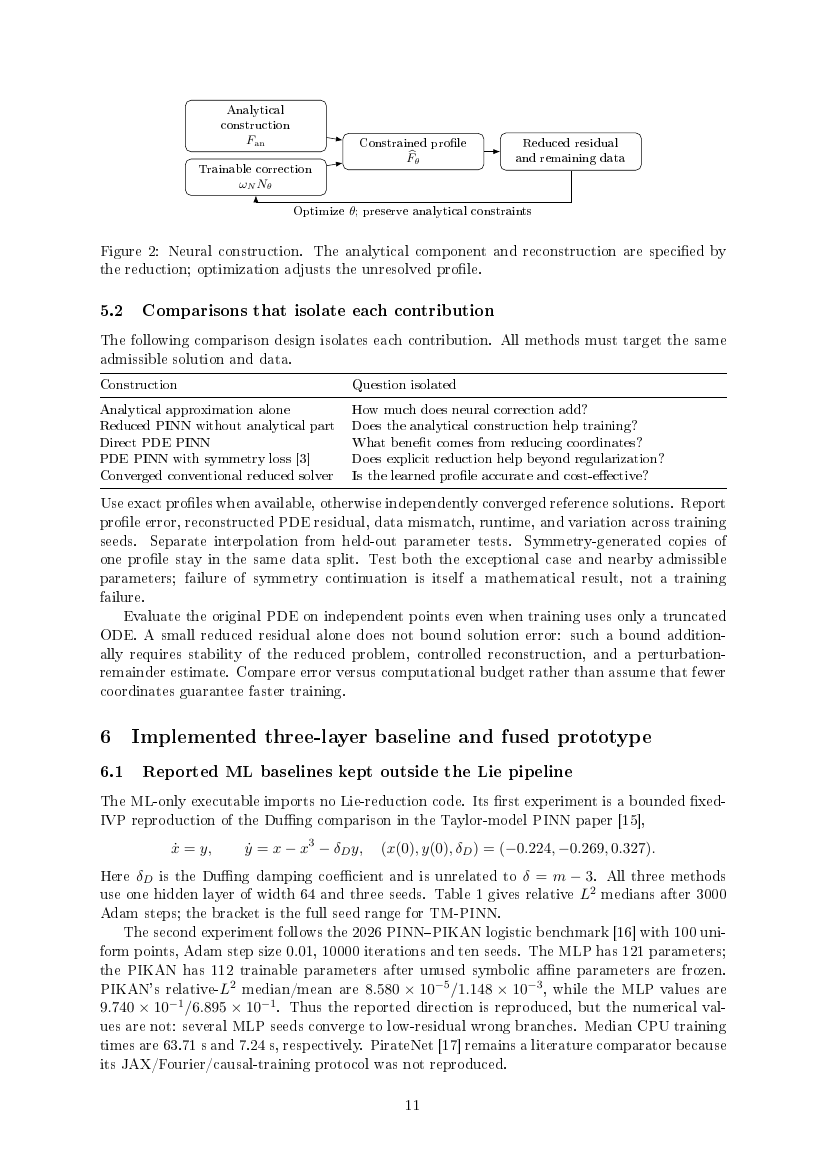 Analytical
construction
F_an
Trainable correction
ω_N N_θ
Constrained profile
F̂_θ
Reduced residual
and remaining data
Optimize θ; preserve analytical constraints
Figure 2: Neural construction. The analytical component and reconstruction are specified by
the reduction; optimization adjusts the unresolved profile.
5.2 Comparisons that isolate each contribution
The following comparison design isolates each contribution. All methods must target the same
admissible solution and data.
Construction Question isolated
Analytical approximation alone How much does neural correction add?
Reduced PINN without analytical part Does the analytical construction help training?
Direct PDE PINN What benefit comes from reducing coordinates?
PDE PINN with symmetry loss [3] Does explicit reduction help beyond regularization?
Converged conventional reduced solver Is the learned profile accurate and cost-effective?
Use exact profiles when available, otherwise independently converged reference solutions. Report
profile error, reconstructed PDE residual, data mismatch, runtime, and variation across training
seeds. Separate interpolation from held-out parameter tests. Symmetry-generated copies of
one profile stay in the same data split. Test both the exceptional case and nearby admissible
parameters; failure of symmetry continuation is itself a mathematical result, not a training
failure.
Evaluate the original PDE on independent points even when training uses only a truncated
ODE. A small reduced residual alone does not bound solution error: such a bound addition-
ally requires stability of the reduced problem, controlled reconstruction, and a perturbation-
remainder estimate. Compare error versus computational budget rather than assume that fewer
coordinates guarantee faster training.
6 Implemented three-layer baseline and fused prototype
6.1 Reported ML baselines kept outside the Lie pipeline
The ML-only executable imports no Lie-reduction code. Its first experiment is a bounded fixed-
IVP reproduction of the Duffing comparison in the Taylor-model PINN paper [15],
ẋ = y, ẏ = x − x³ − δ_D y, (x(0), y(0), δ_D) = (−0.224, −0.269, 0.327).
Here δ_D is the Duffing damping coefficient and is unrelated to δ = m − 3. All three methods
use one hidden layer of width 64 and three seeds. Table 1 gives relative L² medians after 3000
Adam steps; the bracket is the full seed range for TM-PINN.
The second experiment follows the 2026 PINN–PIKAN logistic benchmark [16] with 100 uni-
form points, Adam step size 0.01, 10000 iterations and ten seeds. The MLP has 121 parameters;
the PIKAN has 112 trainable parameters after unused symbolic affine parameters are frozen.
PIKAN's relative-L² median/mean are 8.580 × 10⁻⁵/1.148 × 10⁻³, while the MLP values are
9.740 × 10⁻¹/6.895 × 10⁻¹. Thus the reported direction is reproduced, but the numerical val-
ues are not: several MLP seeds converge to low-residual wrong branches. Median CPU training
times are 63.71 s and 7.24 s, respectively. PirateNet [17] remains a literature comparator because
its JAX/Fourier/causal-training protocol was not reproduced.
11